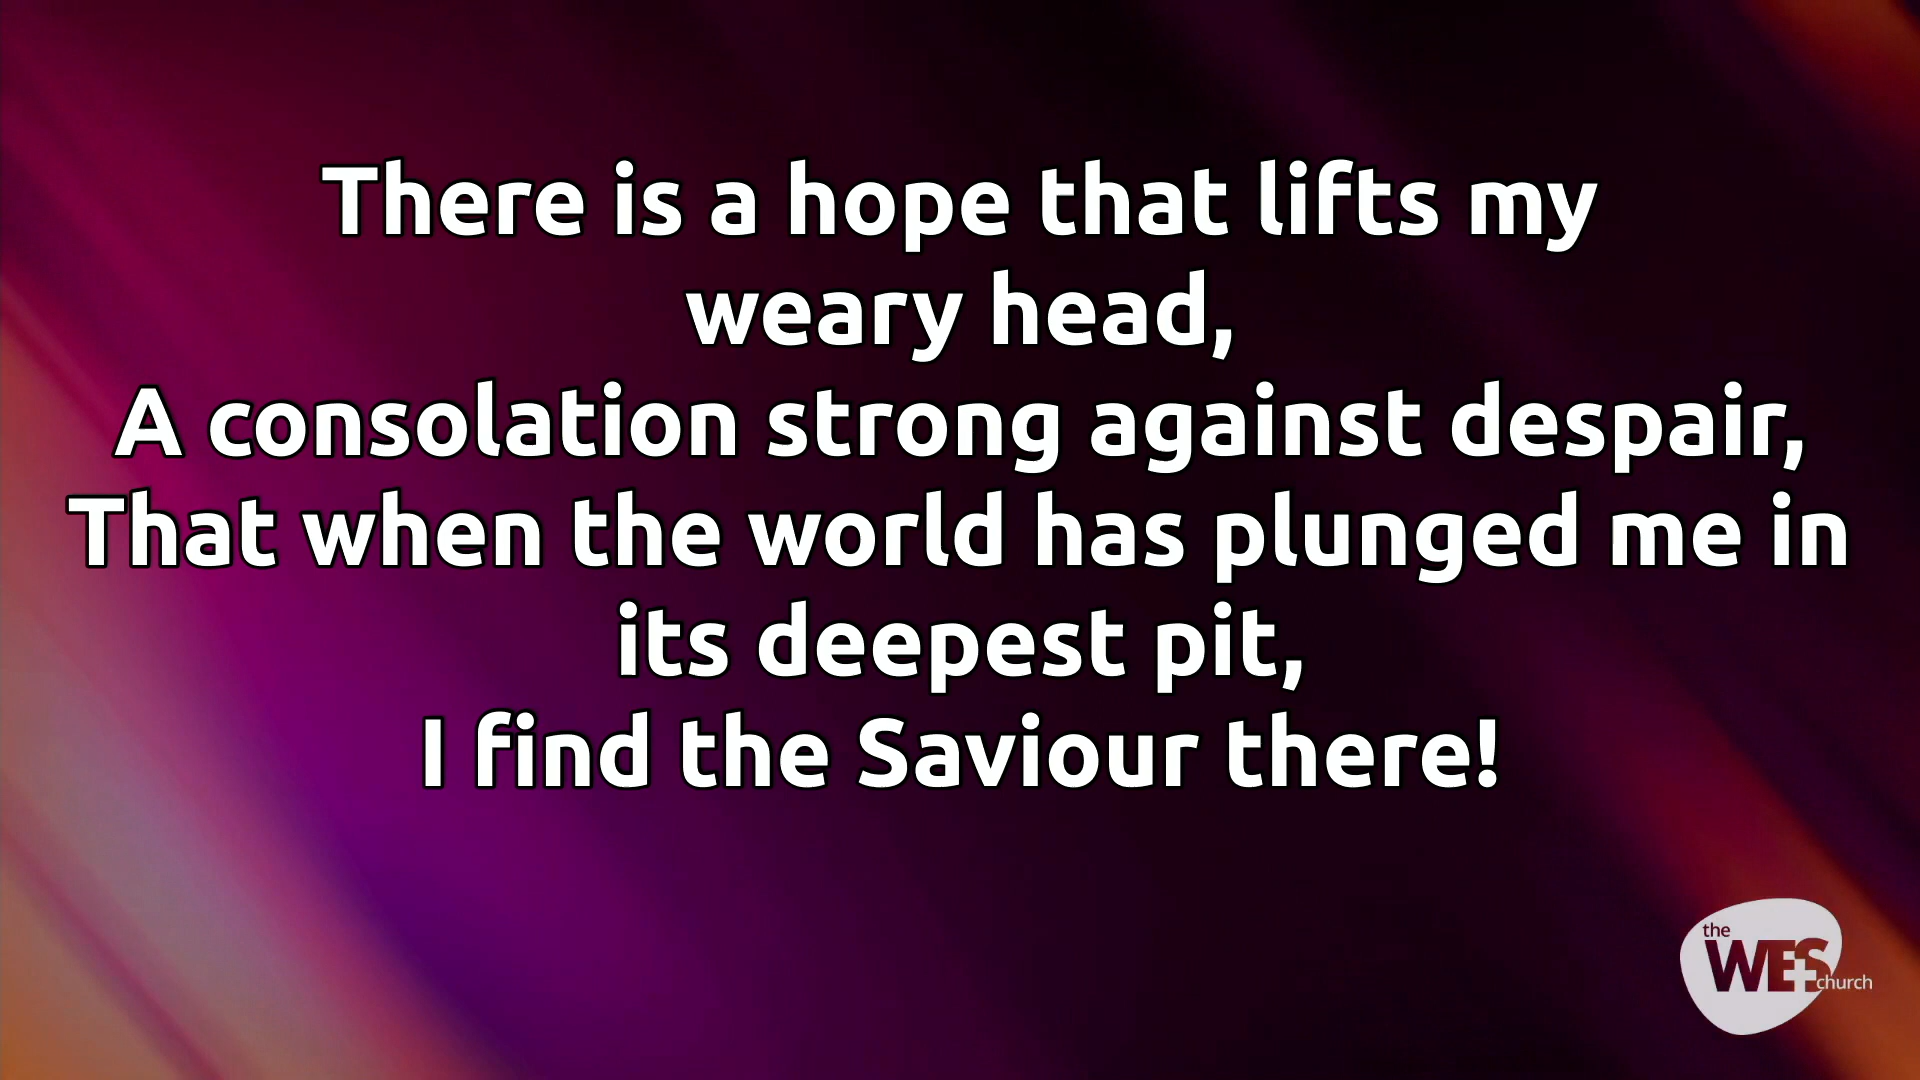 There is a hope that lifts my
weary head,
A consolation strong against despair,
That when the world has plunged me in
its deepest pit,
I find the Saviour there!
the
WES
church